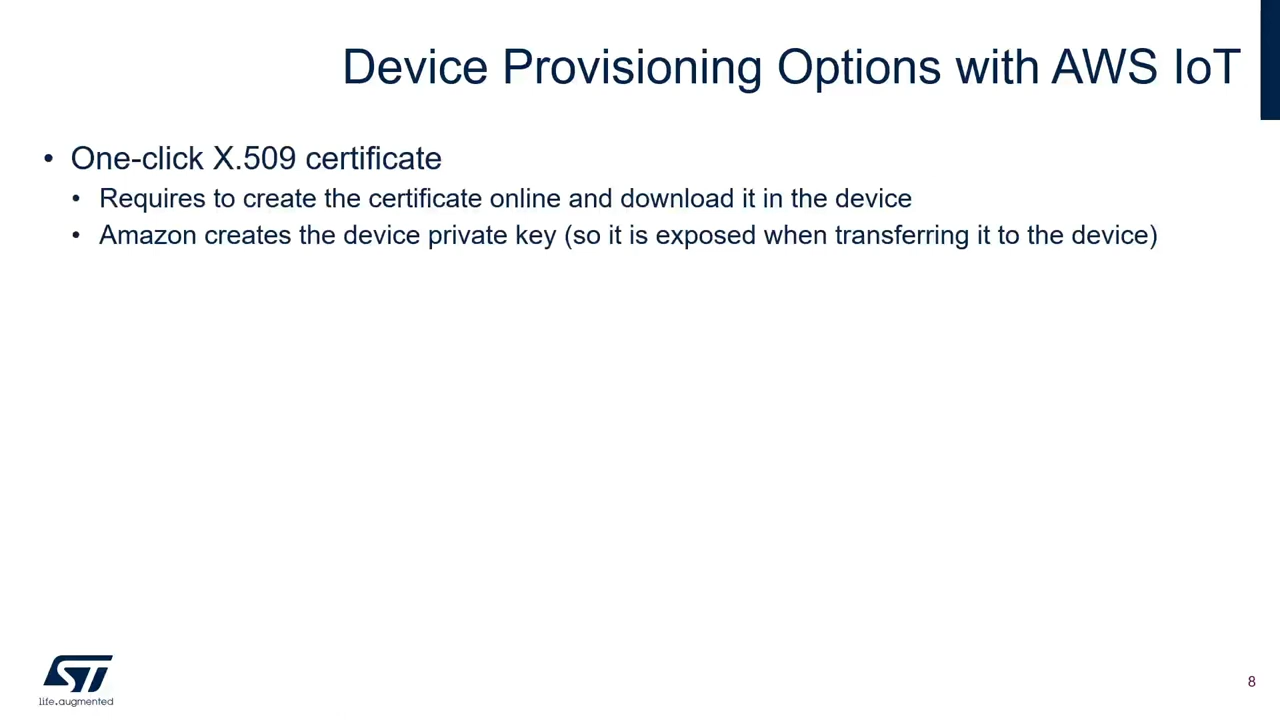 Device Provisioning Options with AWS IoT
• One-click X.509 certificate
• Requires to create the certificate online and download it in the device
• Amazon creates the device private key (so it is exposed when transferring it to the device)
ST
life.augmented
8